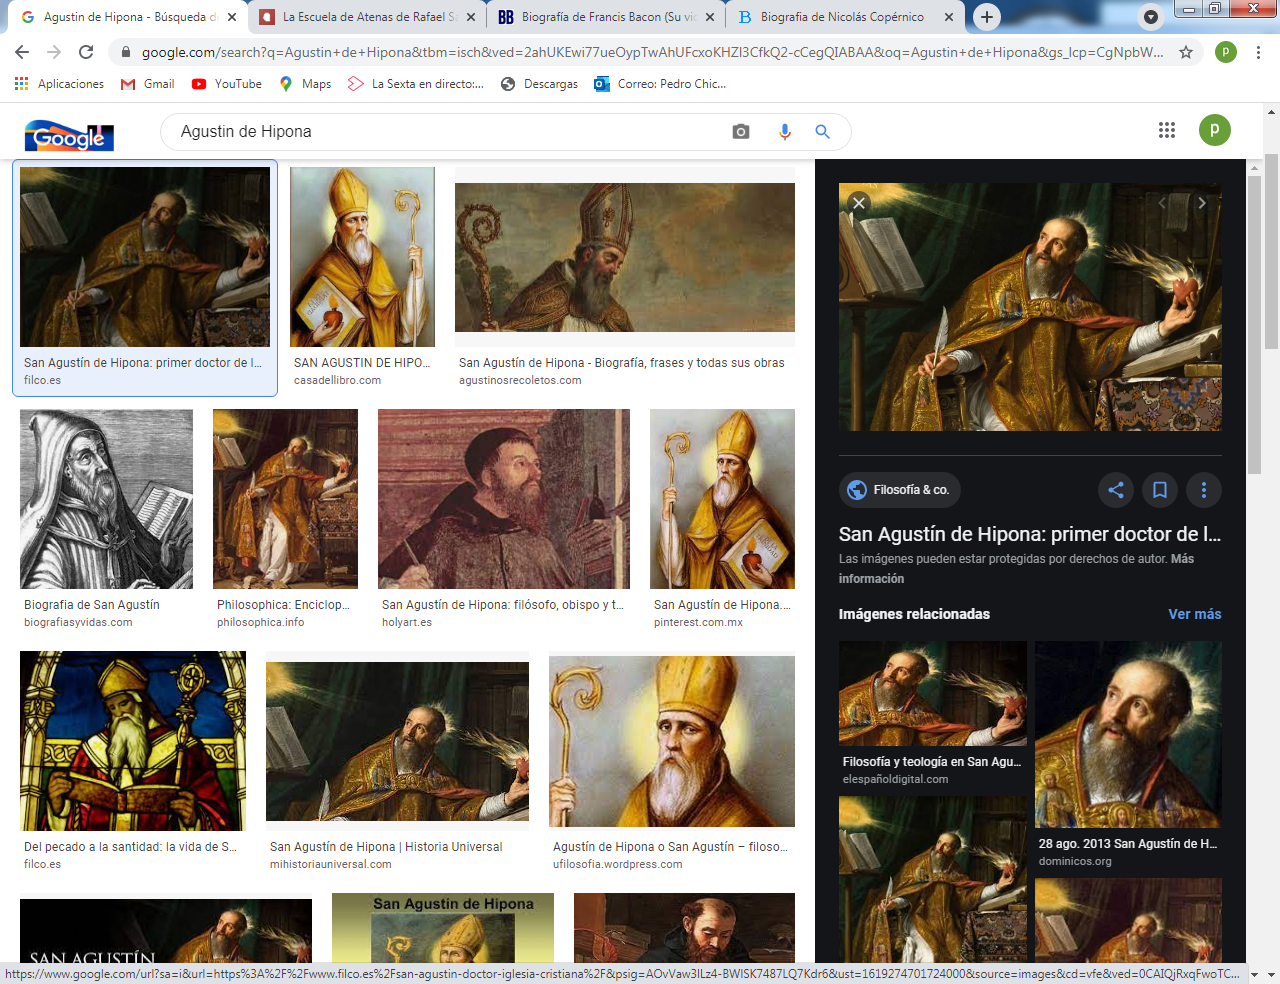 Agustin de Hipona - Búsqueda d
La Escuela de Atenas de Rafael Sa
Biografía de Francis Bacon (Su vid
Biografia de Nicolás Copérnico
google.com/search?q=Agustin+de+Hipona&tbm=isch&ved=2ahUKEwi77ueOypTwAhUFcxoKHZl3CfkQ2-cCegQIABAA&oq=Agustin+de+Hipona&gs_lcp=CgNpbW...
p
Aplicaciones
Gmail
YouTube
Maps
La Sexta en directo:...
Descargas
Correo: Pedro Chic...
Google
Agustin de Hipona
p
San Agustín de Hipona: primer doctor de l...
filco.es
SAN AGUSTIN DE HIPO...
casadellibro.com
San Agustín de Hipona - Biografía, frases y todas sus obras
agustinosrecoletos.com
Biografia de San Agustín
biografiasyvidas.com
Philosophica: Enciclop...
philosophica.info
San Agustín de Hipona: filósofo, obispo y t...
holyart.es
San Agustín de Hipona....
pinterest.com.mx
Del pecado a la santidad: la vida de S...
filco.es
San Agustín de Hipona | Historia Universal
mihistoriauniversal.com
Agustín de Hipona o San Agustín – filoso...
ufilosofia.wordpress.com
SAN AGUSTÍN
San Agustin de Hipona
Filosofía & co.
San Agustín de Hipona: primer doctor de l...
Las imágenes pueden estar protegidas por derechos de autor. Más
información
Imágenes relacionadas
Ver más
Filosofía y teología en San Agu...
elespañoldigital.com
28 ago. 2013 San Agustín de H...
dominicos.org
https://www.google.com/url?sa=i&url=https%3A%2F%2Fwww.filco.es%2Fsan-agustin-doctor-iglesia-cristiana%2F&psig=AOvVaw3ILz4-BWISK7487LQ7Kdr6&ust=1619274701724000&source=images&cd=vfe&ved=0CAIQjRxqFwoTC...